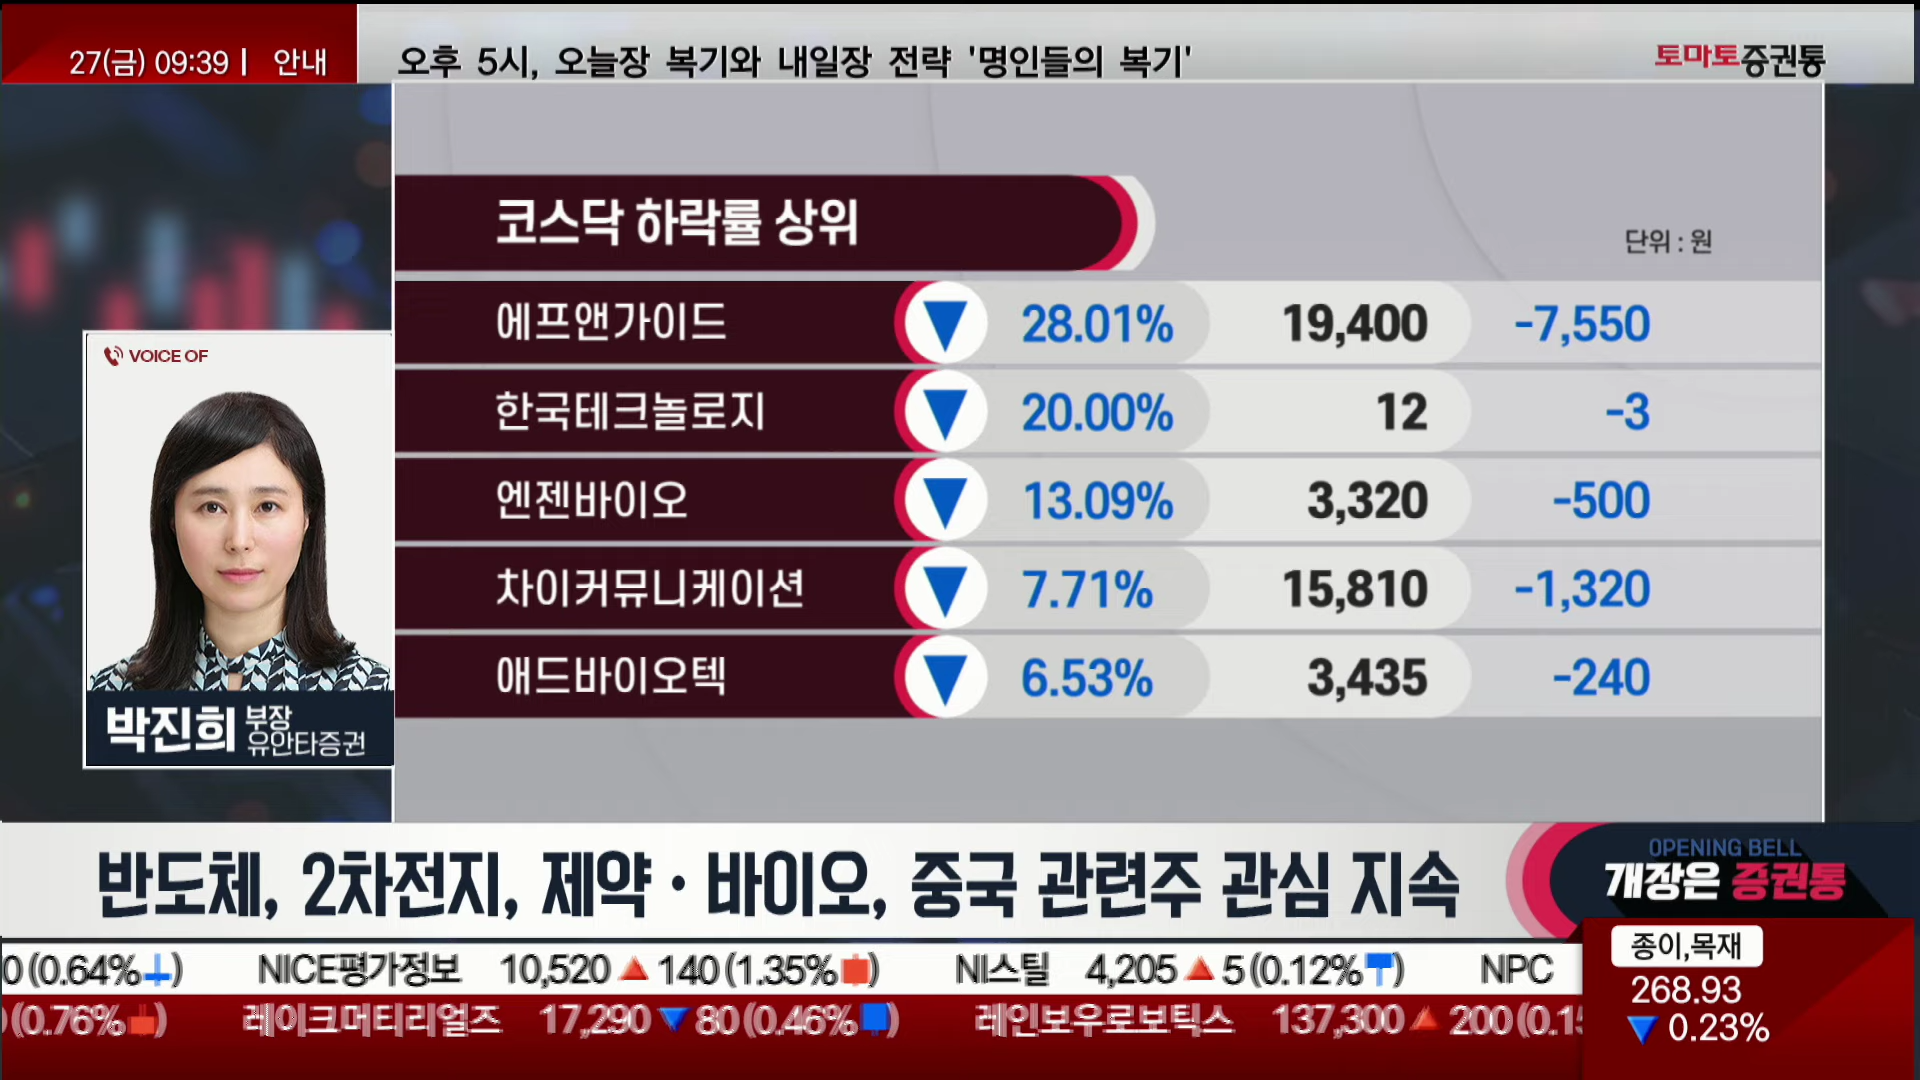 27(금) 09:39 | 안내
오후 5시, 오늘장 복기와 내일장 전략 '명인들의 복기'
토마토증권통
코스닥 하락률 상위
단위 : 원
에프앤가이드 ▼ 28.01% 19,400 -7,550
한국테크놀로지 ▼ 20.00% 12 -3
엔젠바이오 ▼ 13.09% 3,320 -500
차이커뮤니케이션 ▼ 7.71% 15,810 -1,320
애드바이오텍 ▼ 6.53% 3,435 -240
VOICE OF
박진희 부장
유안타증권
반도체, 2차전지, 제약·바이오, 중국 관련주 관심 지속
OPENING BELL
개장은 증권통
0(0.64%) NICE평가정보 10,520 ▲ 140(1.35%) NI스틸 4,205 ▲ 5(0.12%) NPC
(0.76%) 레이크머티리얼즈 17,290 ▼ 80(0.46%) 레인보우로보틱스 137,300 ▲ 200(0.15
종이,목재
268.93
▼ 0.23%